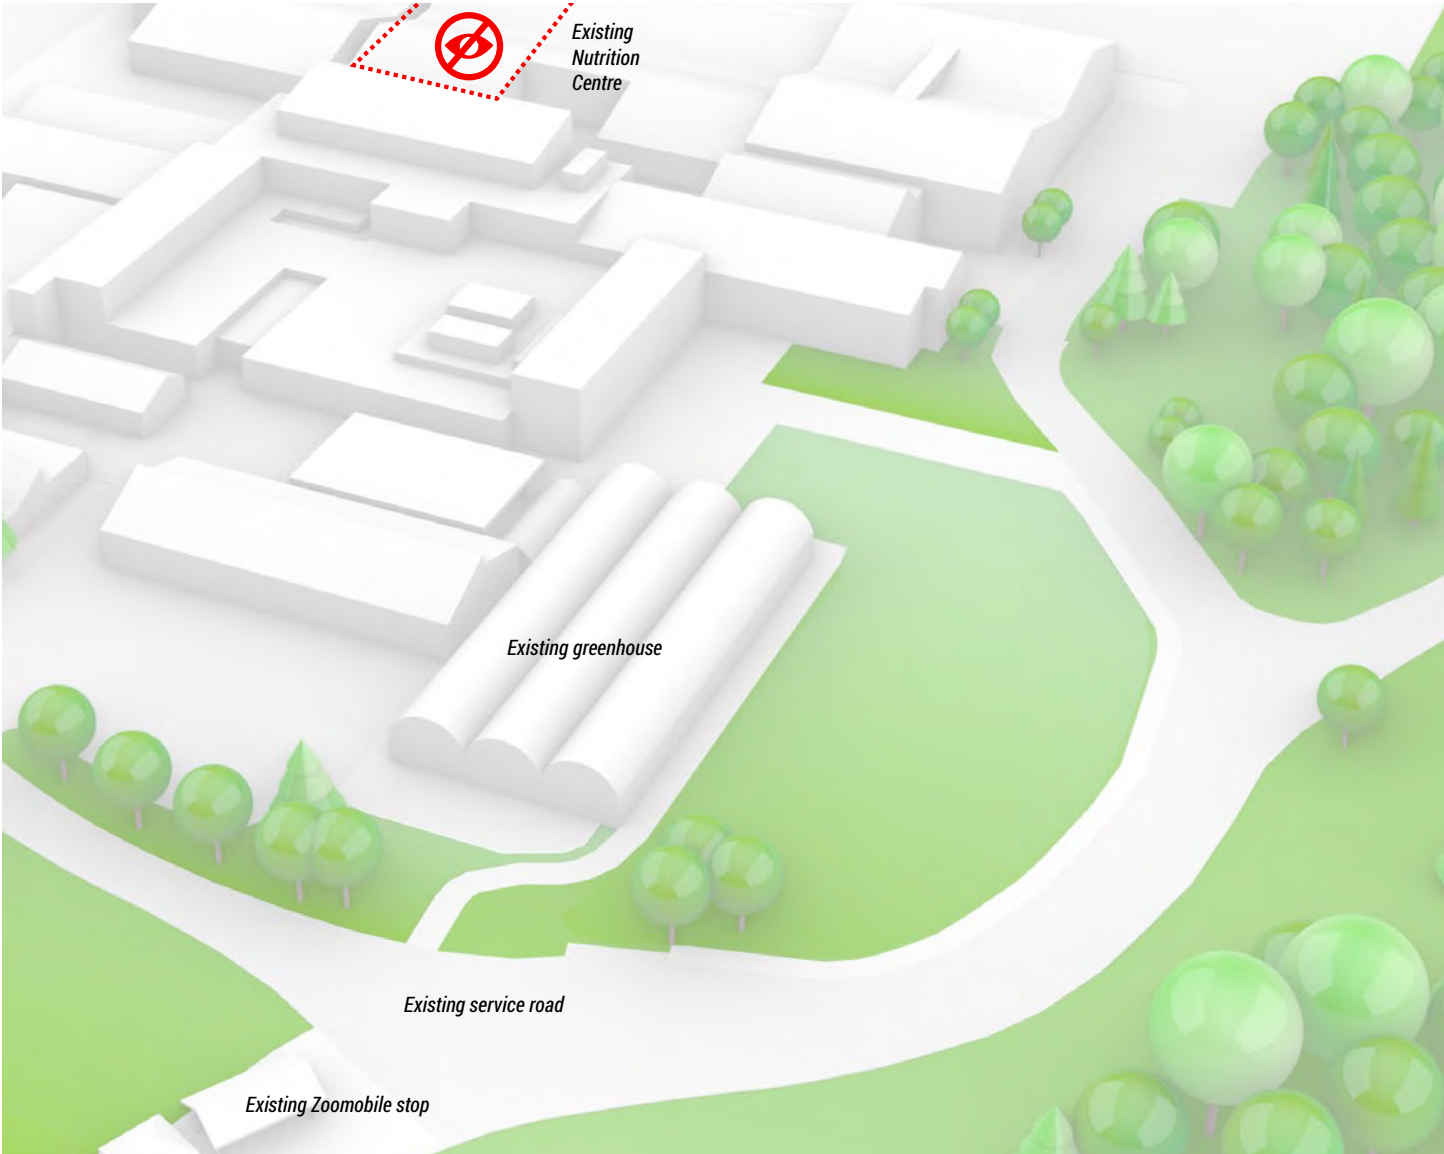 Existing
Nutrition
Centre
Existing greenhouse
Existing service road
Existing Zoomobile stop